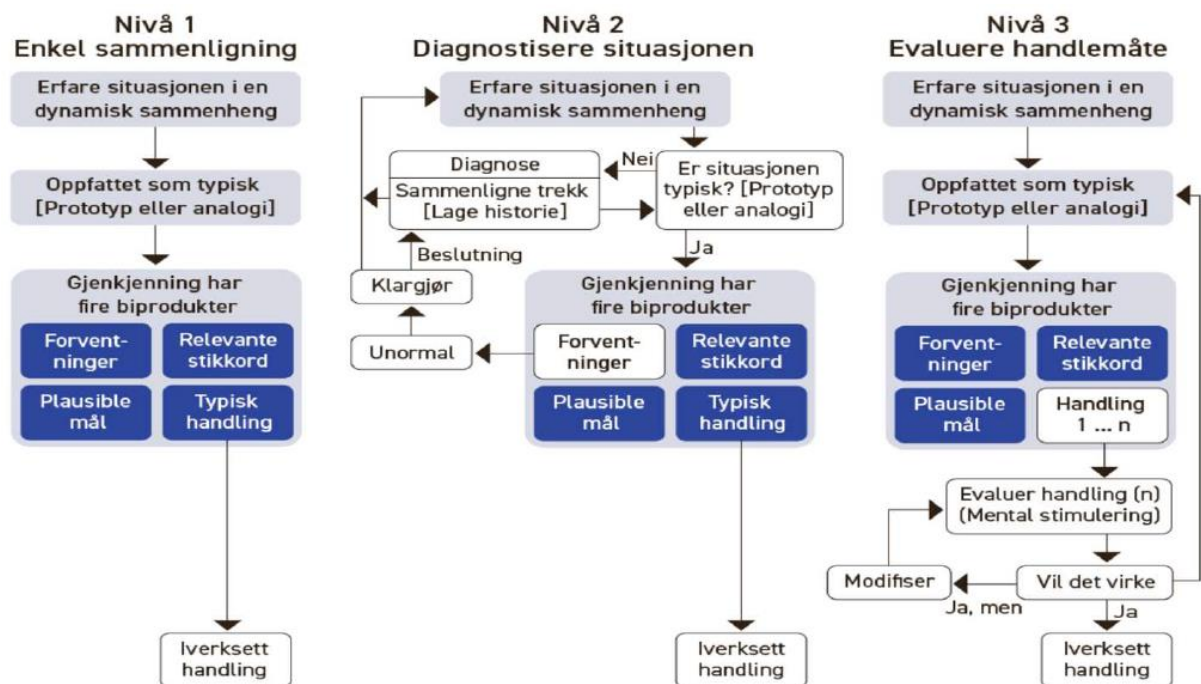 Nivå 1
Enkel sammenligning
Erfare situasjonen i en
dynamisk sammenheng
Oppfattet som typisk
[Prototyp eller analogi]
Gjenkjenning har
fire biprodukter
Forvent-
ninger
Relevante
stikkord
Plausible
mål
Typisk
handling
Iverksett
handling
Nivå 2
Diagnostisere situasjonen
Erfare situasjonen i en
dynamisk sammenheng
Nei
Diagnose
Sammenligne trekk
[Lage historie]
Er situasjonen
typisk? [Prototyp
eller analogi]
Ja
Beslutning
Klargjør
Unormal
Gjenkjenning har
fire biprodukter
Forvent-
ninger
Relevante
stikkord
Plausible
mål
Typisk
handling
Iverksett
handling
Nivå 3
Evaluere handlemåte
Erfare situasjonen i en
dynamisk sammenheng
Oppfattet som typisk
[Prototyp eller analogi]
Gjenkjenning har
fire biprodukter
Forvent-
ninger
Relevante
stikkord
Plausible
mål
Handling
1 ... n
Evaluer handling (n)
(Mental stimulering)
Modifiser
Vil det virke
Ja, men
Ja
Iverksett
handling